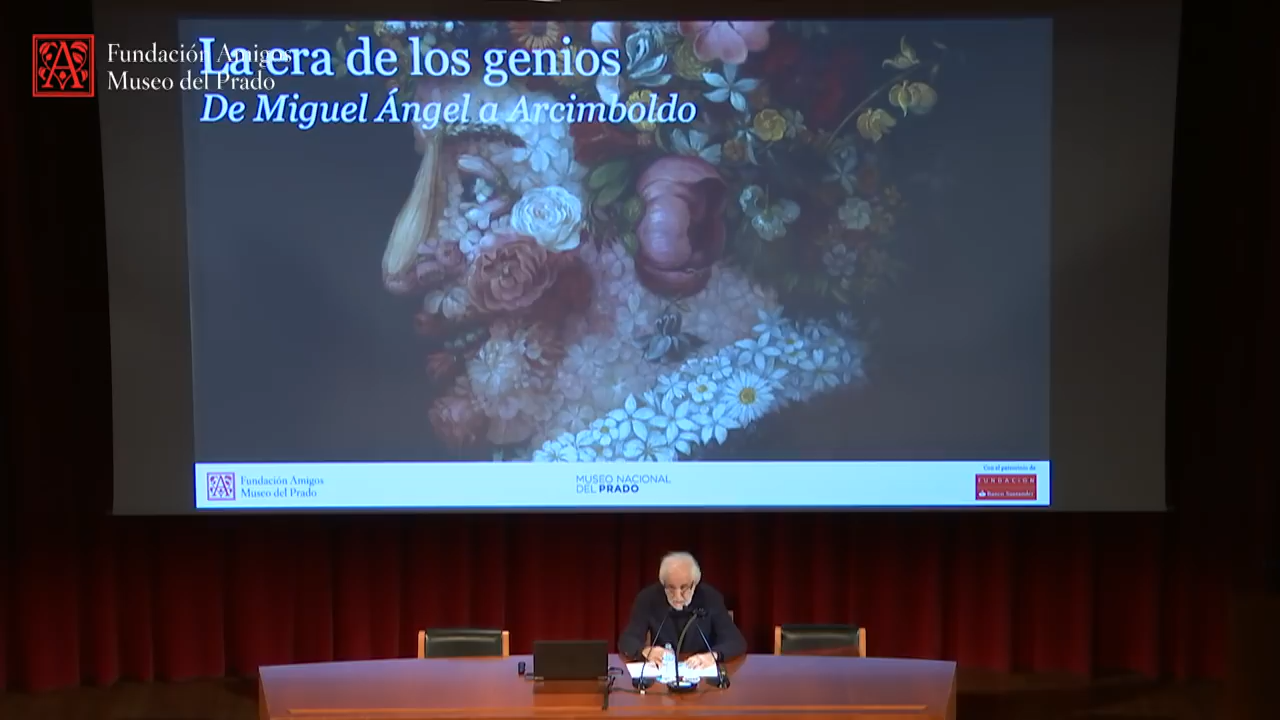 Fundación Amigos
Museo del Prado
La era de los genios
De Miguel Ángel a Arcimboldo
Fundación Amigos
Museo del Prado
MUSEO NACIONAL
DEL PRADO
Con el patrocinio de
FUNDACIÓN
Banco Santander